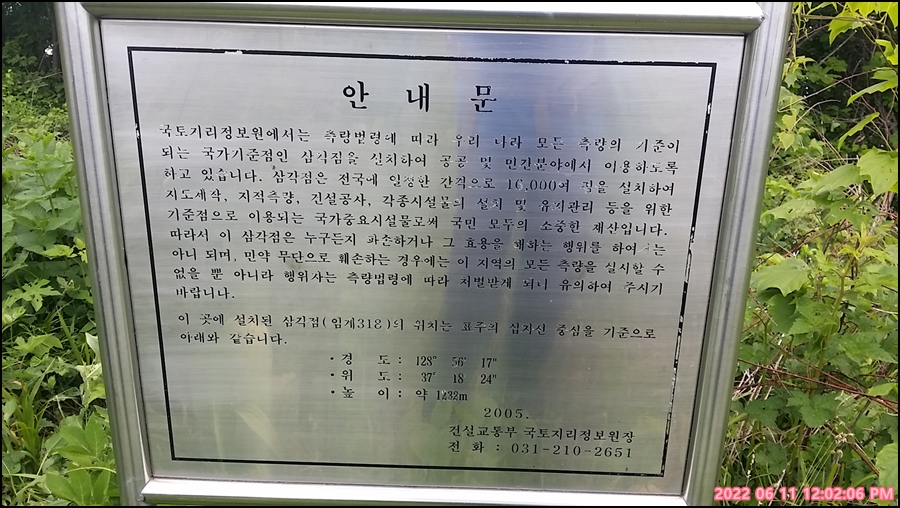 안 내 문
국토기리정보원에서는 측량법령에 따라 우리 나라 모든 측량의 기준이
되는 국가기준점인 삼각점을 설치하여 공공 및 민간분야에서 이용하도록
하고 있습니다. 삼각점은 전국에 일정한 간격으로 16,000여 점을 설치하여
지도제작, 지적측량, 건설공사, 각종시설물의 설치 및 유지관리 등을 위한
기준점으로 이용되는 국가중요시설물로써 국민 모두의 소중한 재산입니다.
따라서 이 삼각점은 누구든지 파손하거나 그 효용을 해하는 행위를 하여서는
아니 되며, 만약 무단으로 훼손하는 경우에는 이 지역의 모든 측량을 실시할 수
없을 뿐 아니라 행위자는 측량법령에 따라 처벌받게 되니 유의하여 주시기
바랍니다.
이 곳에 설치된 삼각점(임계318)의 위치는 표주의 십자선 중심을 기준으로
아래와 같습니다.
· 경 도 : 128° 56' 17"
· 위 도 : 37° 18 24"
· 높 이 : 약 1232m
2005.
건설교통부 국토지리정보원장
전 화 : 031-210-2651
2022 06 11 12:02:06 PM